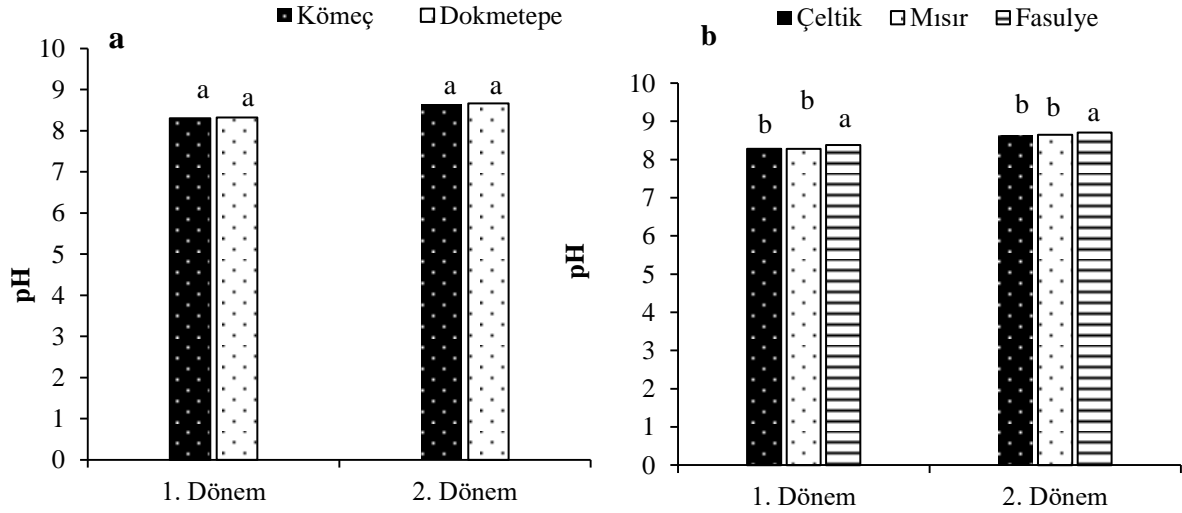 Kömeç Dokmetepe
a
10
9
8
7
6
5
4
3
2
1
0
pH
a a a a
1. Dönem 2. Dönem
Çeltik Mısır Fasulye
b
10
9
8
7
6
5
4
3
2
1
0
pH
b b a b b a
1. Dönem 2. Dönem